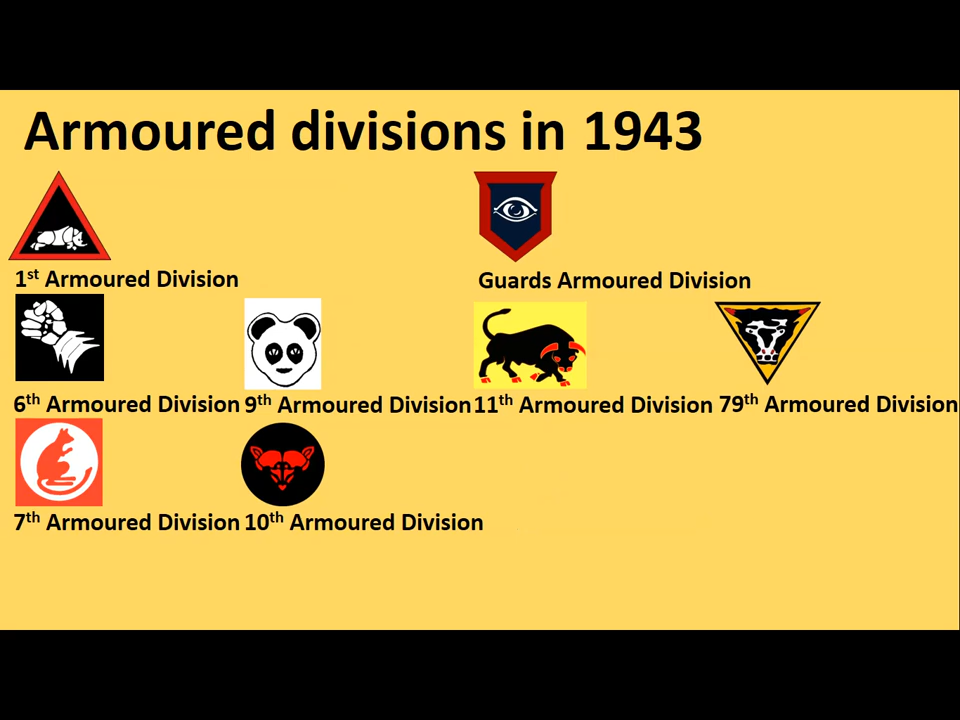 Armoured divisions in 1943
1st Armoured Division
Guards Armoured Division
6th Armoured Division
9th Armoured Division
11th Armoured Division
79th Armoured Division
7th Armoured Division
10th Armoured Division